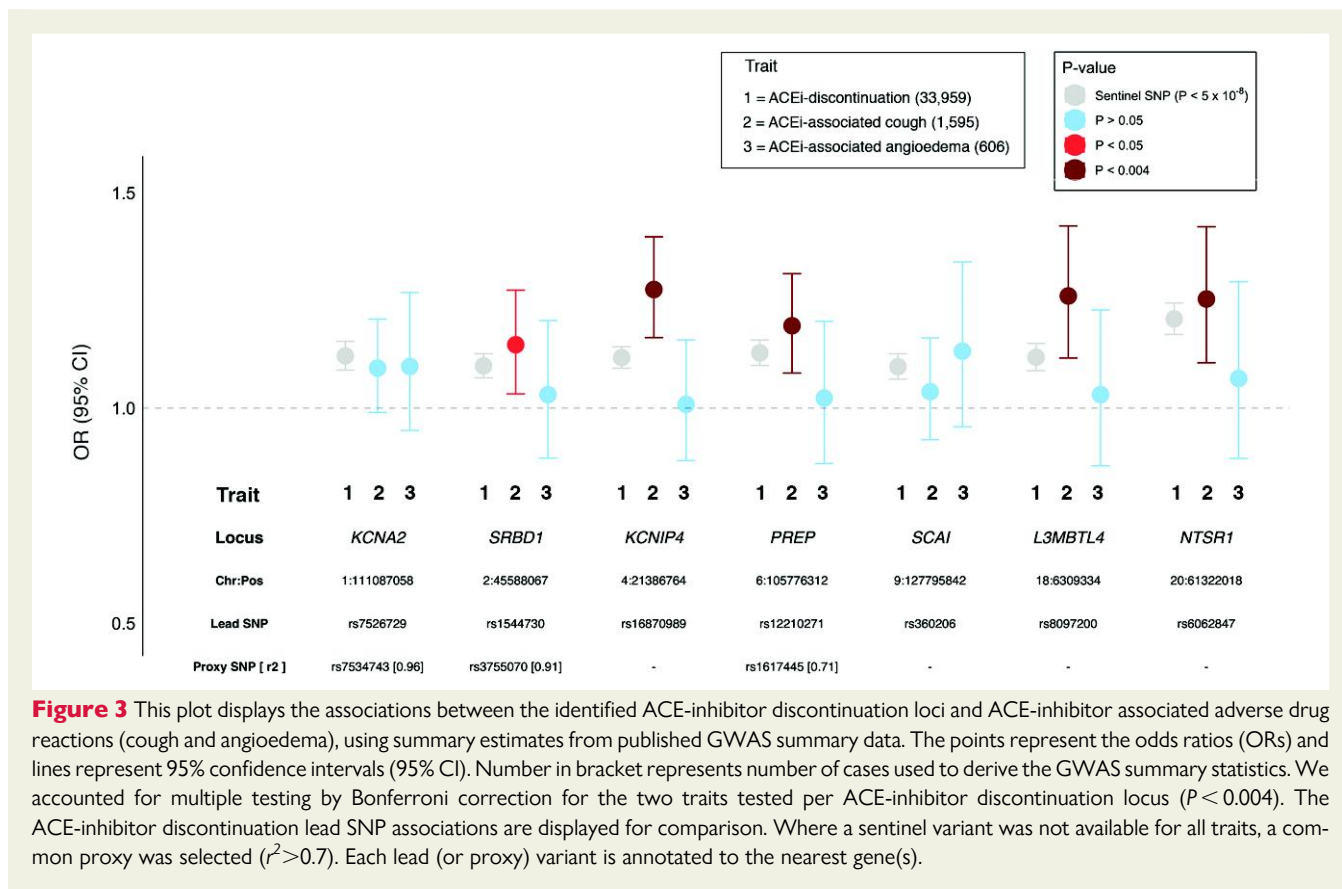 Trait
1 = ACEi-discontinuation (33,959)
2 = ACEi-associated cough (1,595)
3 = ACEi-associated angioedema (606)
P-value
Sentinel SNP (P < 5 x 10⁻⁸)
P > 0.05
P < 0.05
P < 0.004
OR (95% CI)
1.5
1.0
0.5
Trait 1 2 3 1 2 3 1 2 3 1 2 3 1 2 3 1 2 3 1 2 3
Locus KCNA2 SRBD1 KCNIP4 PREP SCAI L3MBTL4 NTSR1
Chr:Pos 1:111087058 2:45588067 4:21386764 6:105776312 9:127795842 18:6309334 20:61322018
Lead SNP rs7526729 rs1544730 rs16870989 rs12210271 rs360206 rs8097200 rs6062847
Proxy SNP [ r2 ] rs7534743 [0.96] rs3755070 [0.91] - rs1617445 [0.71] - - -
Figure 3 This plot displays the associations between the identified ACE-inhibitor discontinuation loci and ACE-inhibitor associated adverse drug
reactions (cough and angioedema), using summary estimates from published GWAS summary data. The points represent the odds ratios (ORs) and
lines represent 95% confidence intervals (95% CI). Number in bracket represents number of cases used to derive the GWAS summary statistics. We
accounted for multiple testing by Bonferroni correction for the two traits tested per ACE-inhibitor discontinuation locus (P < 0.004). The
ACE-inhibitor discontinuation lead SNP associations are displayed for comparison. Where a sentinel variant was not available for all traits, a com-
mon proxy was selected (r²>0.7). Each lead (or proxy) variant is annotated to the nearest gene(s).